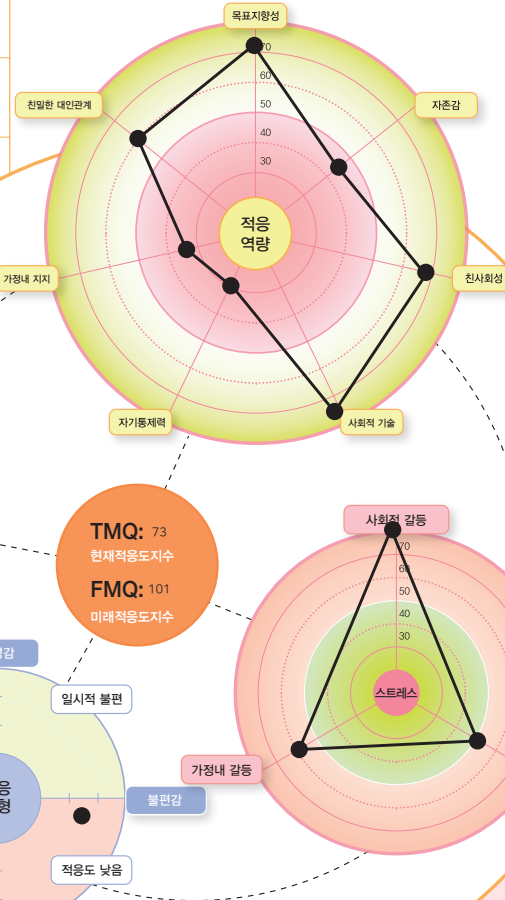 목표지향성
친밀한 대인관계
70
자존감
60
50
40
30
적응
역량
가정내 지지
친사회성
자기통제력
사회적 기술
TMQ: 73
현재적응도지수
FMQ: 101
미래적응도지수
사회적 갈등
70
60
50
40
30
스트레스
가정내 갈등
감
일시적 불편
응
형
불편감
적응도 낮음